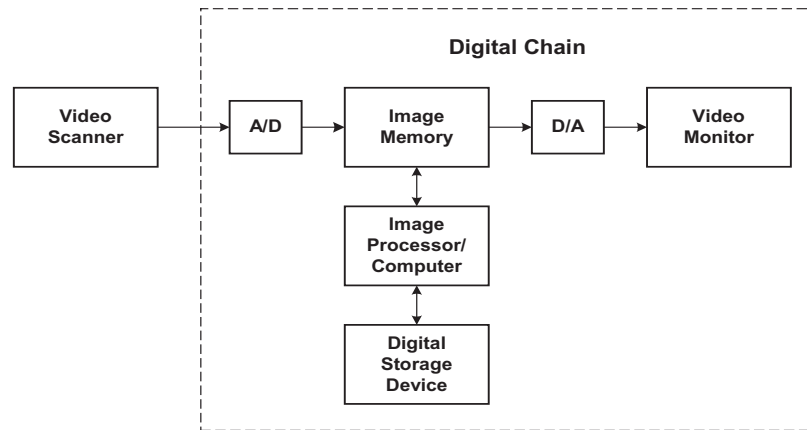 Digital Chain
Video
Scanner
A/D
Image
Memory
D/A
Video
Monitor
Image
Processor/
Computer
Digital
Storage
Device